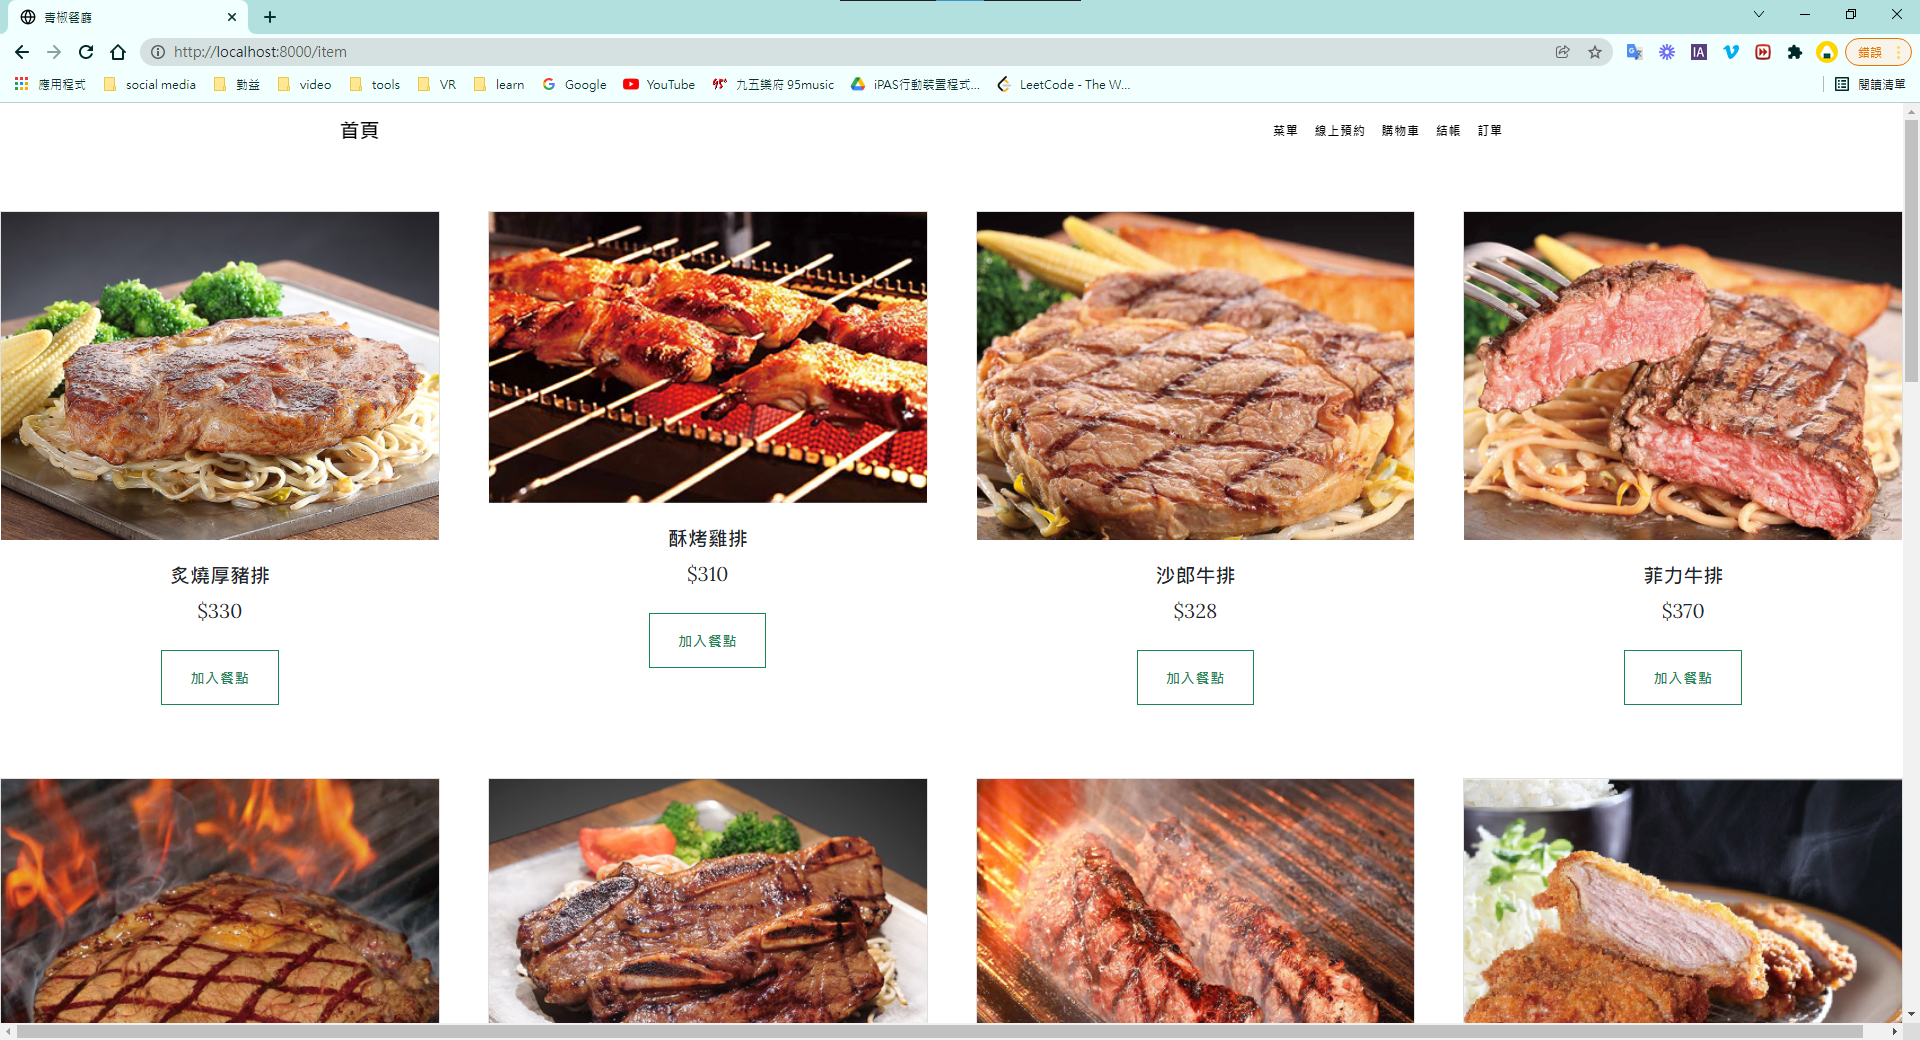 青椒餐廳
http://localhost:8000/item
錯誤
應用程式 social media 勤益 video tools VR learn Google YouTube 九五樂府 95music iPAS行動裝置程式... LeetCode - The W... 閱讀清單
首頁 菜單 線上預約 購物車 結帳 訂單
炙燒厚豬排
$330
加入餐點
酥烤雞排
$310
加入餐點
沙郎牛排
$328
加入餐點
菲力牛排
$370
加入餐點